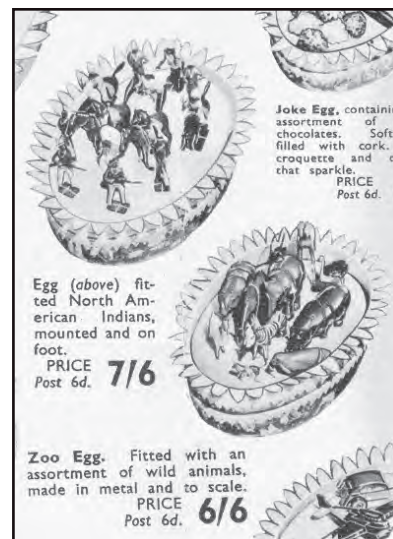 Joke Egg, containin
assortment of
chocolates. Soft
filled with cork.
croquette and
that sparkle.
PRICE
Post 6d.
Egg (above) fit-
ted North Am-
erican Indians,
mounted and on
foot.
PRICE
Post 6d. 7/6
Zoo Egg. Fitted with an
assortment of wild animals,
made in metal and to scale.
PRICE
Post 6d. 6/6